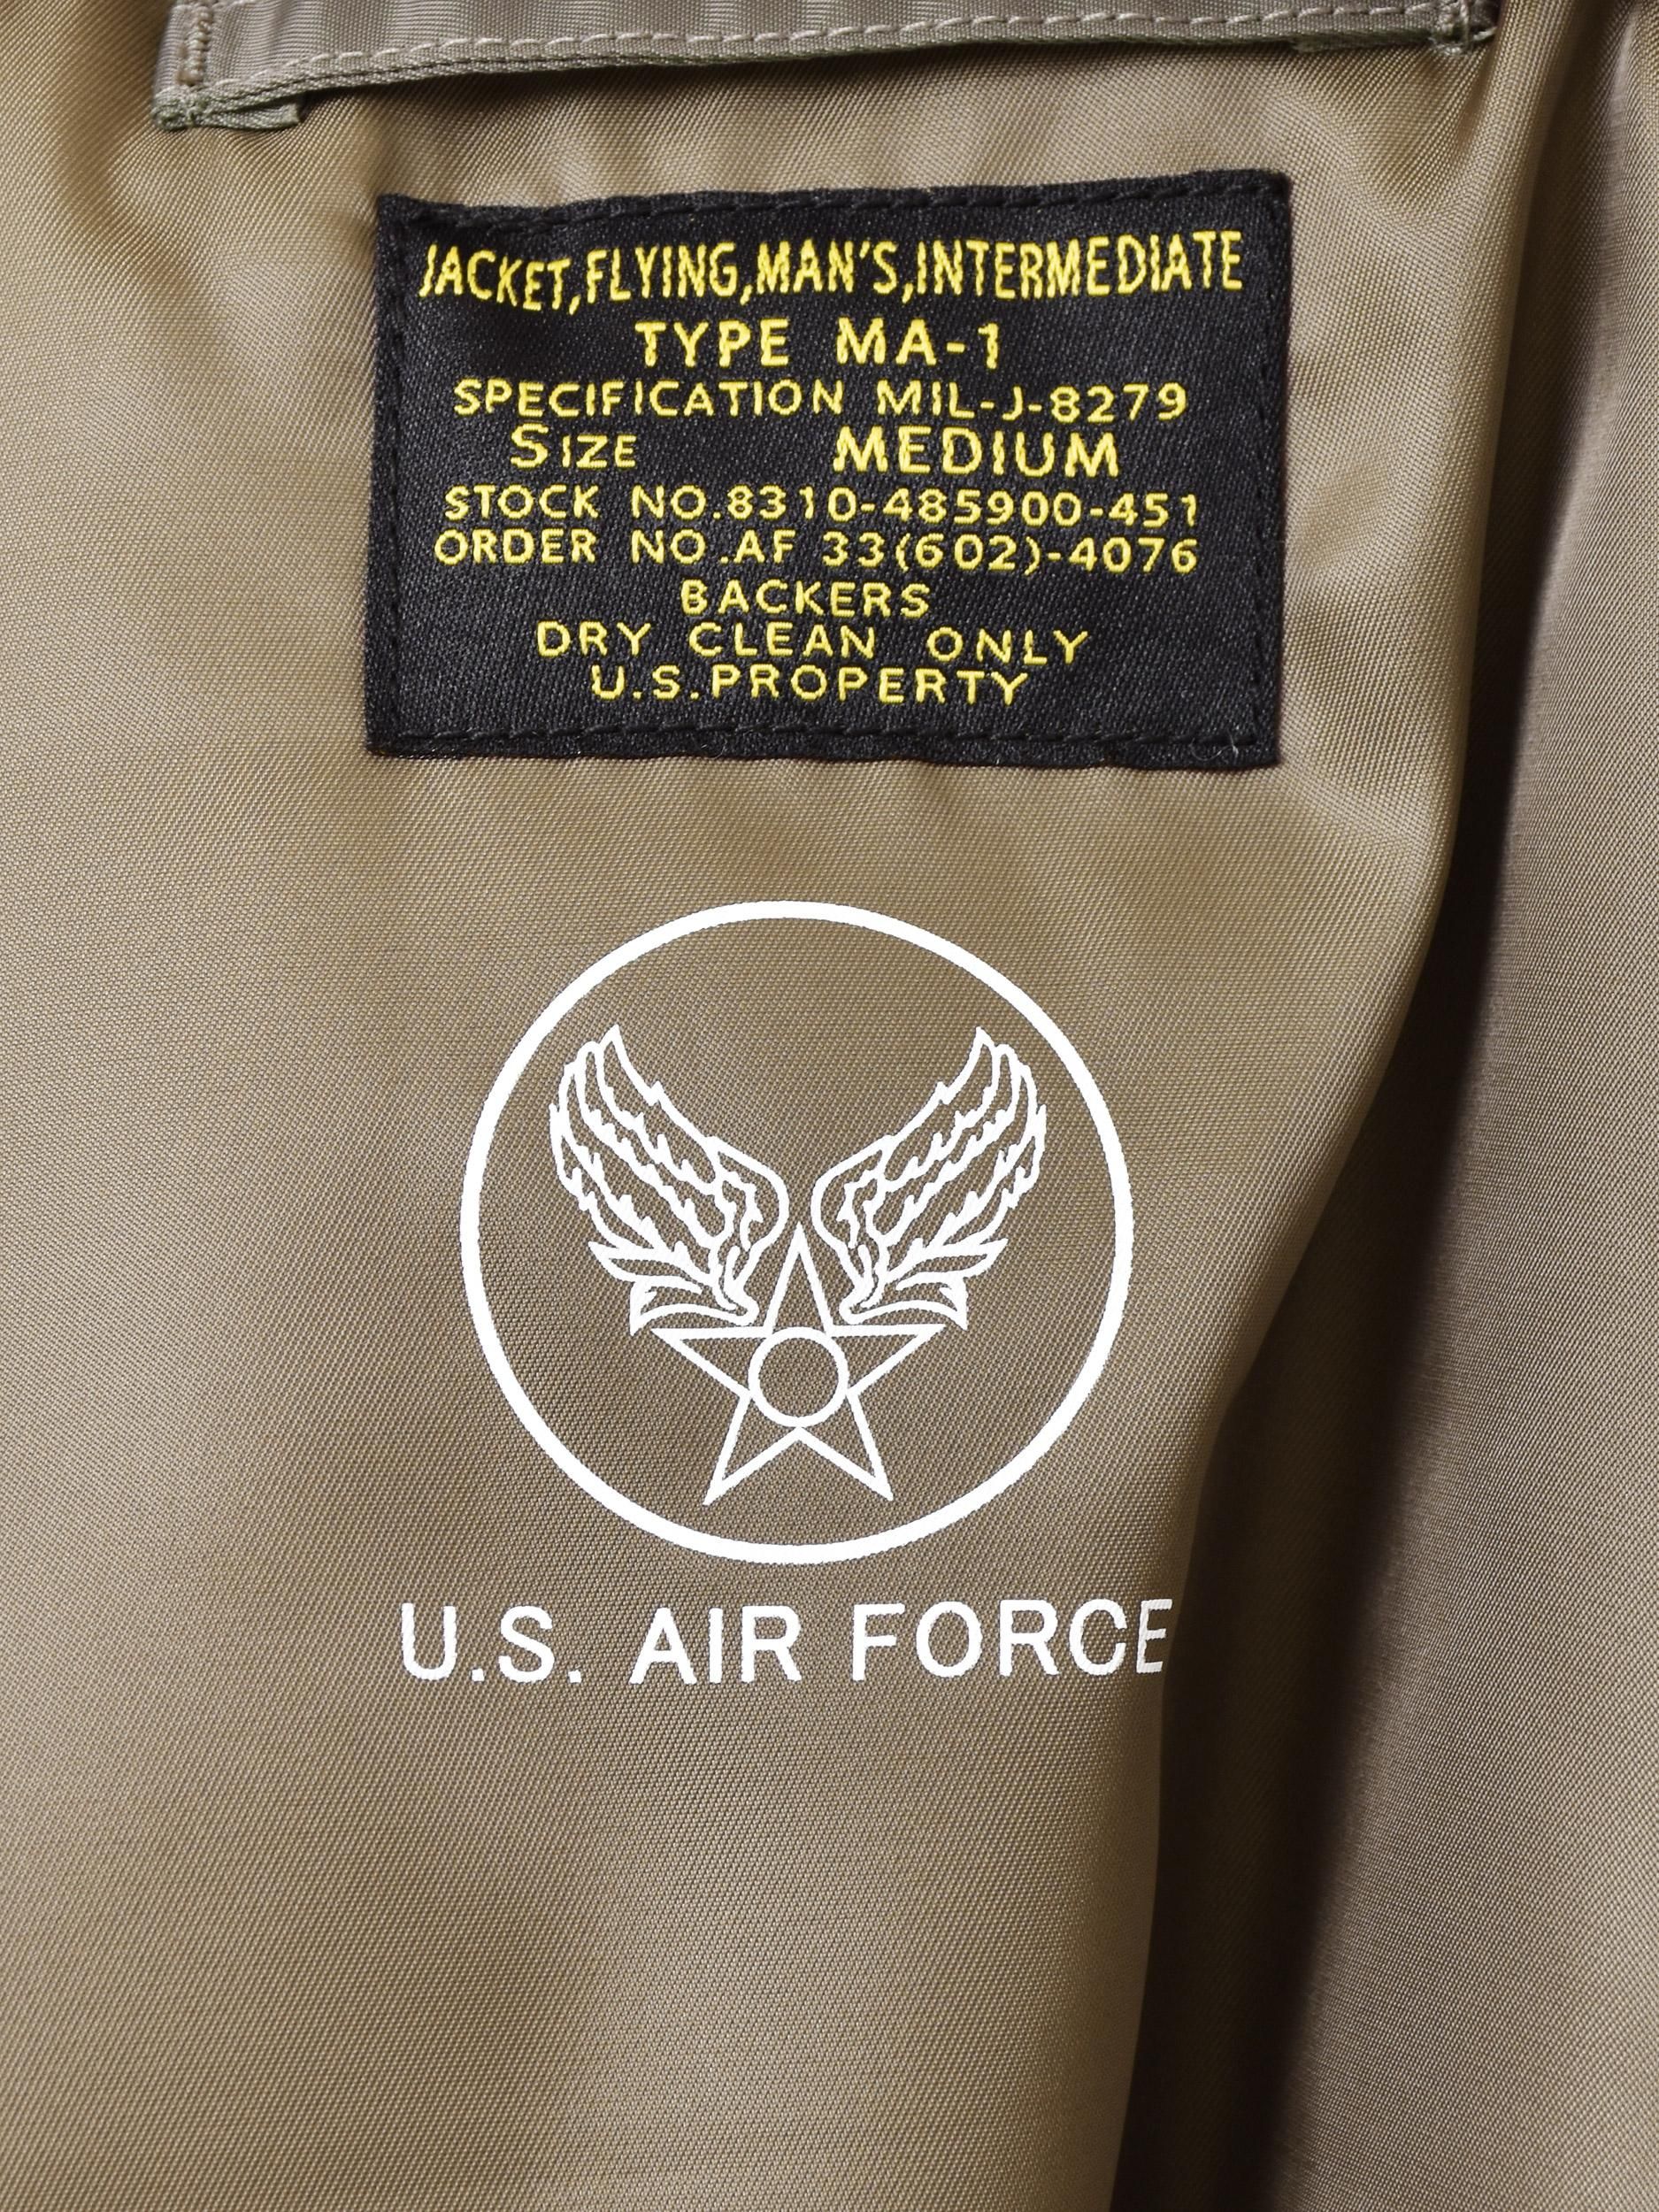 JACKET,FLYING,MAN'S,INTERMEDIATE
TYPE MA-1
SPECIFICATION MIL-J-8279
SIZE MEDIUM
STOCK NO.8310-485900-451
ORDER NO.AF 33(602)-4076
BACKERS
DRY CLEAN ONLY
U.S.PROPERTY
U.S. AIR FORCE